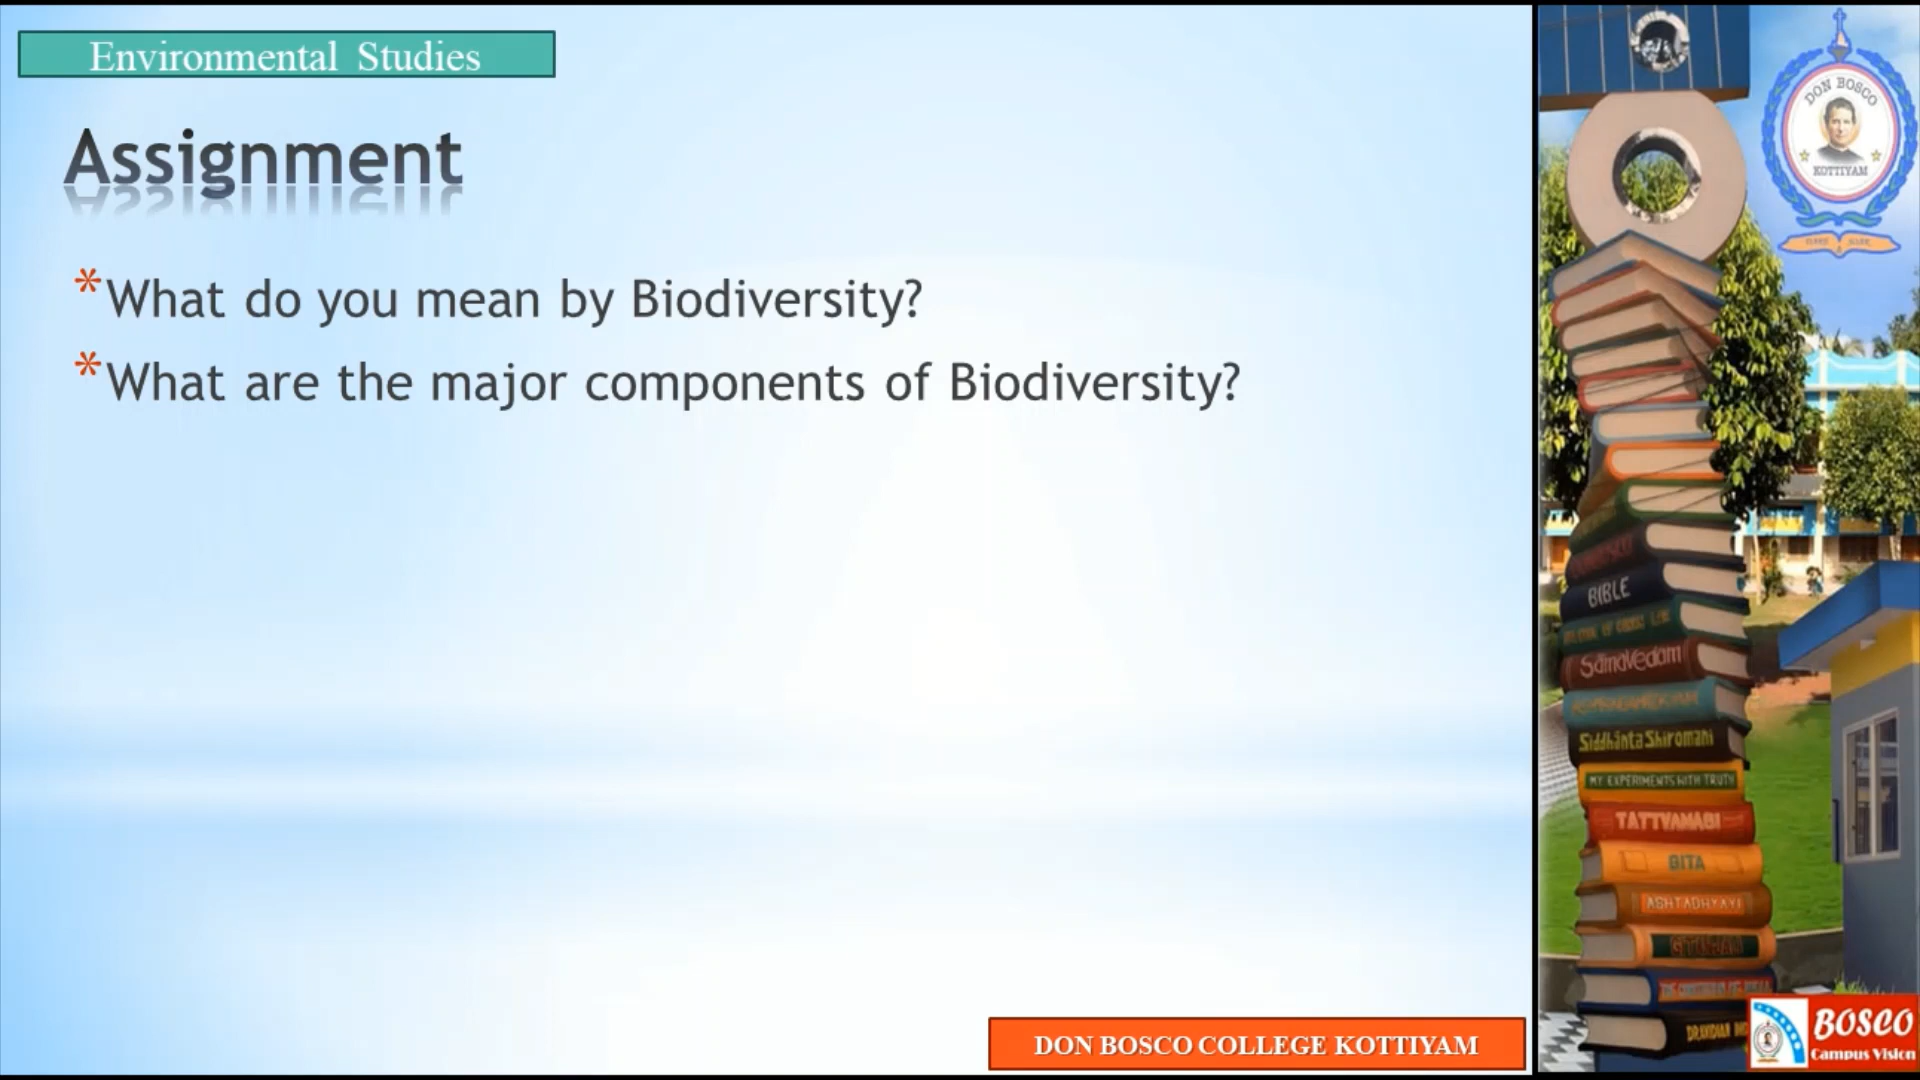 Environmental Studies
Assignment
*What do you mean by Biodiversity?
*What are the major components of Biodiversity?
DON BOSCO COLLEGE KOTTIYAM
DON BOSCO
KOTTIYAM
BIBLE
SamaVedam
Siddhanta Shiromani
MY EXPERIMENTS WITH TRUTH
TATTVAMASI
GITA
ASHTADHYAYI
BOSCO
Campus Vision